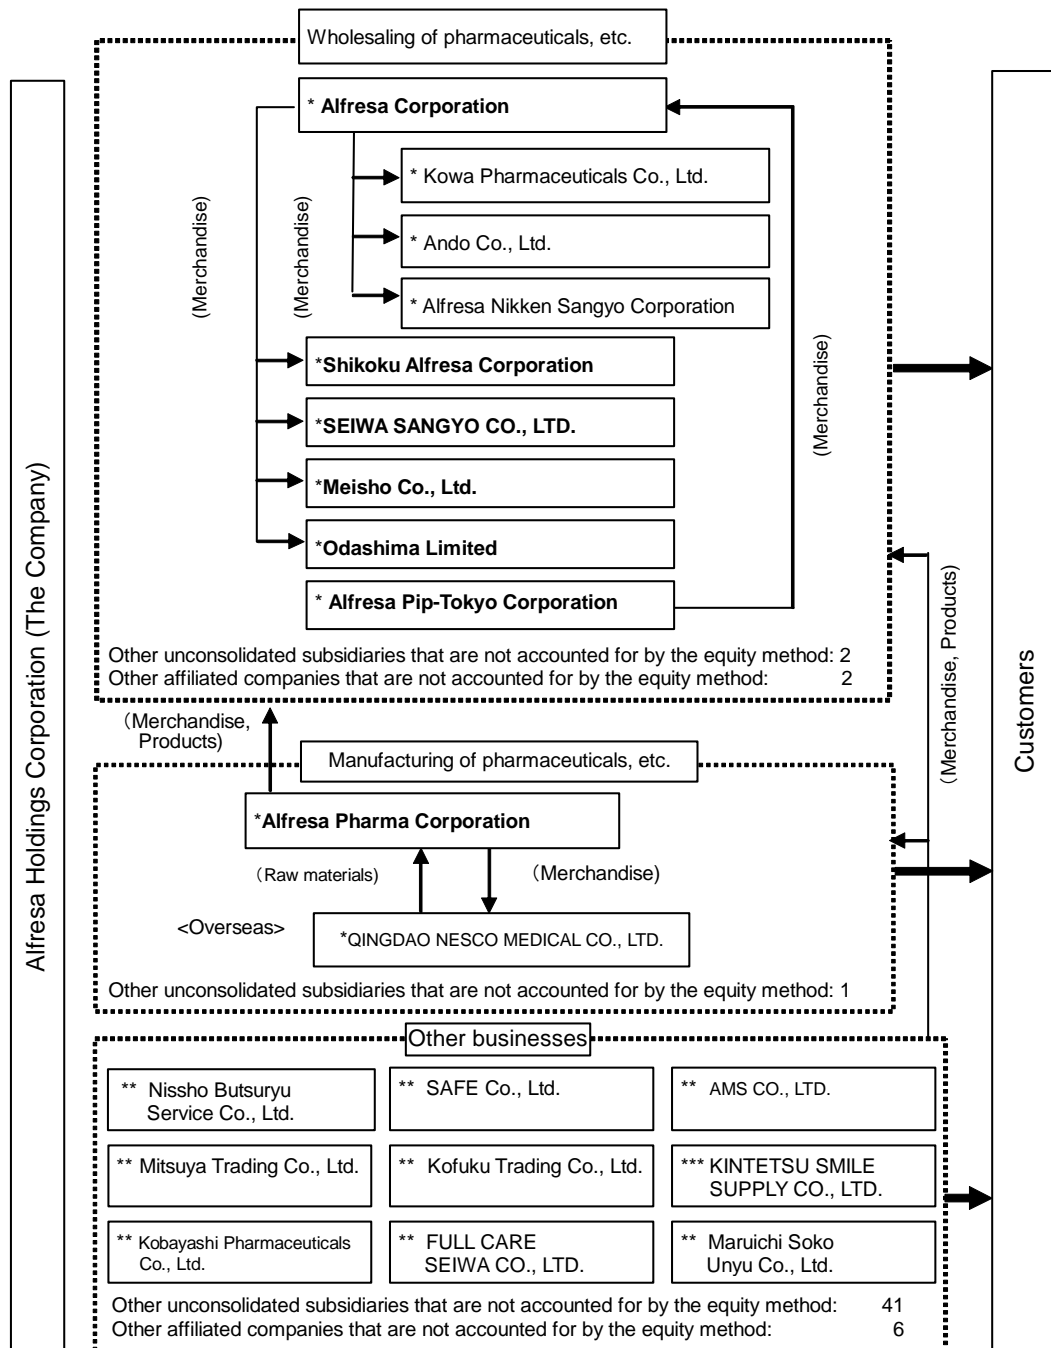 Wholesaling of pharmaceuticals, etc.
* Alfresa Corporation
* Kowa Pharmaceuticals Co., Ltd.
* Ando Co., Ltd.
* Alfresa Nikken Sangyo Corporation
(Merchandise)
(Merchandise)
(Merchandise)
*Shikoku Alfresa Corporation
*SEIWA SANGYO CO., LTD.
*Meisho Co., Ltd.
*Odashima Limited
* Alfresa Pip-Tokyo Corporation
Other unconsolidated subsidiaries that are not accounted for by the equity method: 2
Other affiliated companies that are not accounted for by the equity method: 2
Alfresa Holdings Corporation (The Company)
Customers
(Merchandise, Products)
（Merchandise,
Products)
Manufacturing of pharmaceuticals, etc.
*Alfresa Pharma Corporation
（Raw materials)
（Merchandise)
<Overseas>
*QINGDAO NESCO MEDICAL CO., LTD.
Other unconsolidated subsidiaries that are not accounted for by the equity method: 1
Other businesses
** Nissho Butsuryu
Service Co., Ltd.
** SAFE Co., Ltd.
** AMS CO., LTD.
** Mitsuya Trading Co., Ltd.
** Kofuku Trading Co., Ltd.
*** KINTETSU SMILE
SUPPLY CO., LTD.
** Kobayashi Pharmaceuticals
Co., Ltd.
** FULL CARE
SEIWA CO., LTD.
** Maruichi Soko
Unyu Co., Ltd.
Other unconsolidated subsidiaries that are not accounted for by the equity method: 41
Other affiliated companies that are not accounted for by the equity method: 6